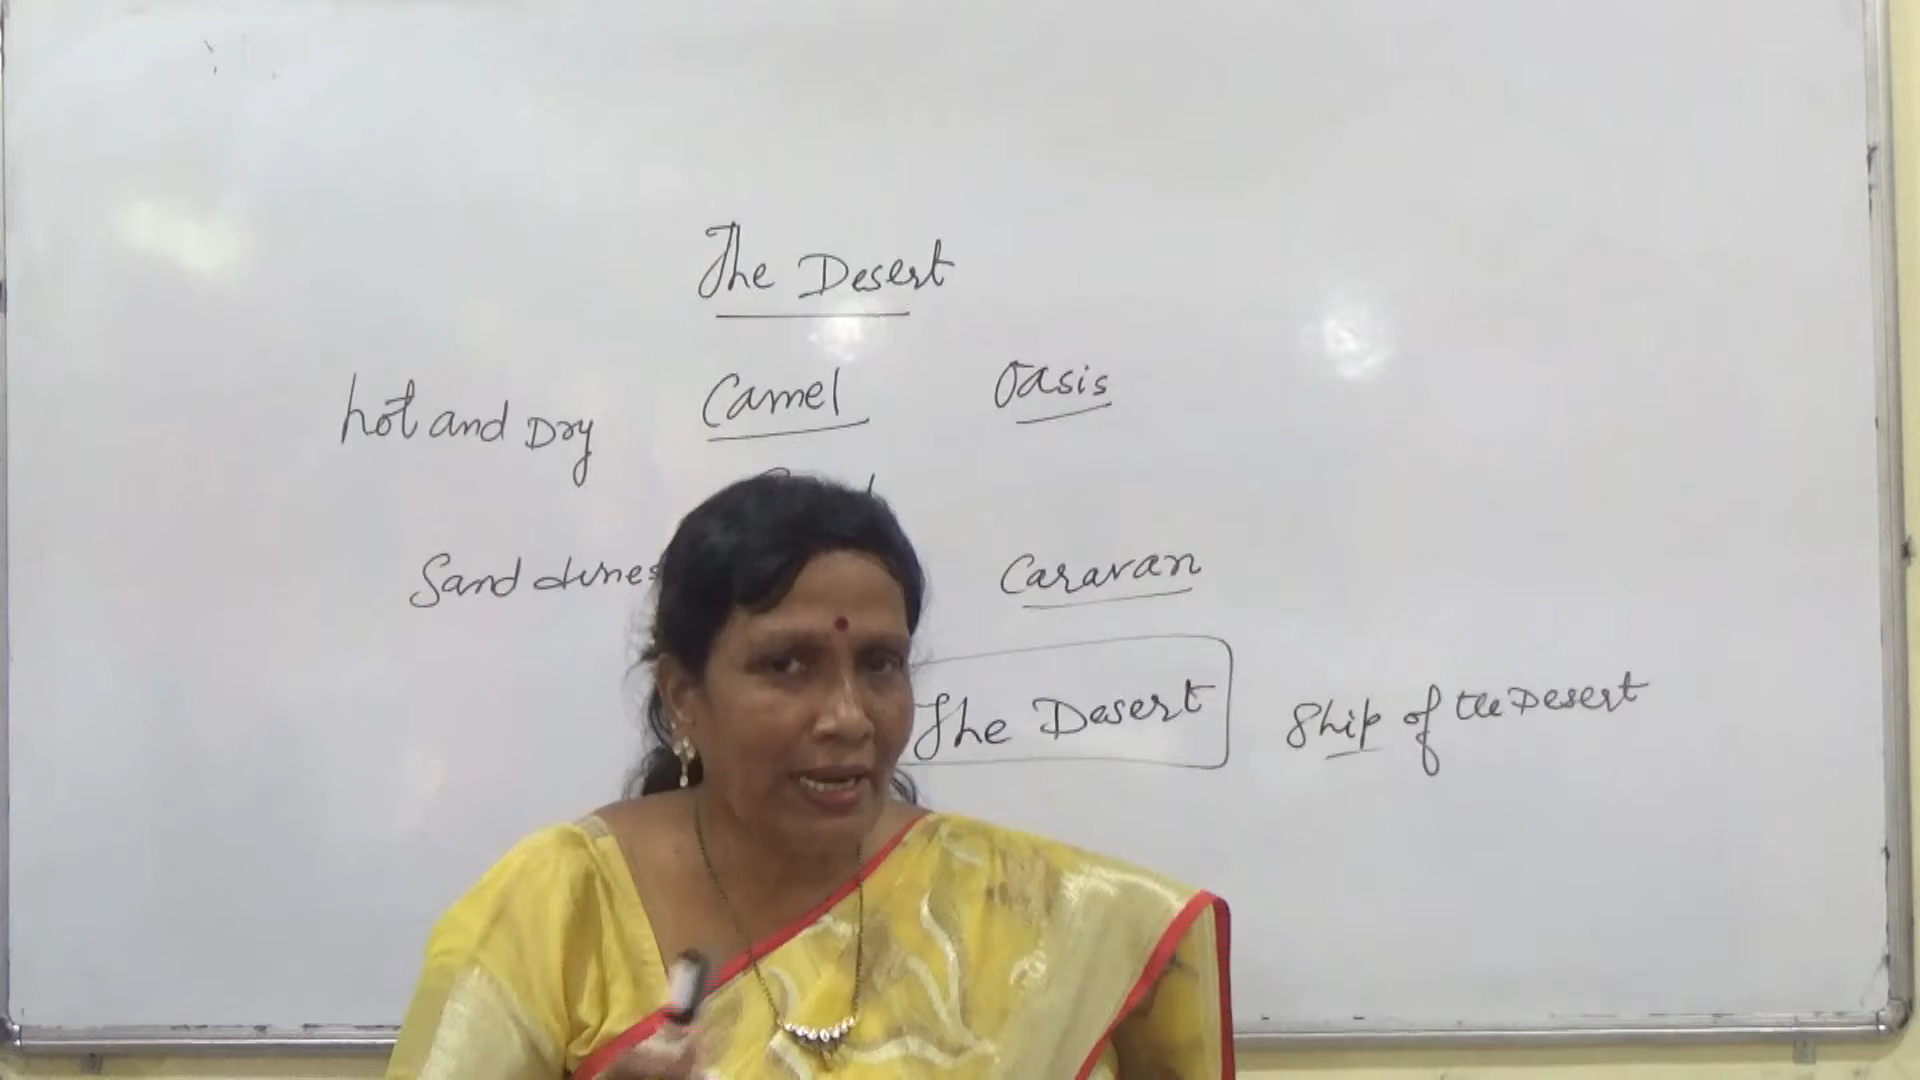 The Desert
hot and Dry Camel Oasis
Sand dunes Caravan
The Desert Ship of the Desert